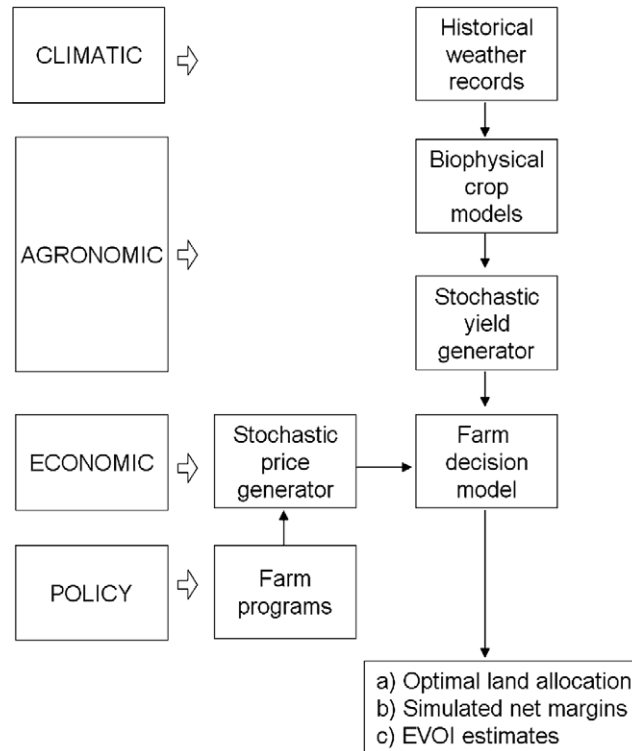 CLIMATIC
Historical
weather
records
AGRONOMIC
Biophysical
crop
models
Stochastic
yield
generator
ECONOMIC
Stochastic
price
generator
Farm
decision
model
POLICY
Farm
programs
a) Optimal land allocation
b) Simulated net margins
c) EVOI estimates